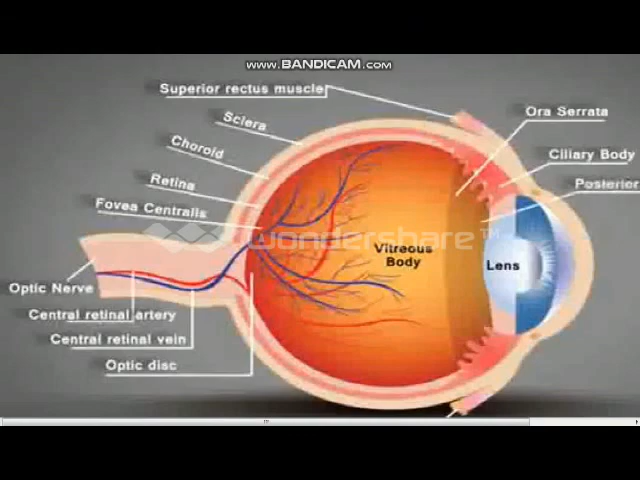 www.BANDICAM.com
Superior rectus muscle
Ora Serrata
Sclera
Choroid
Ciliary Body
Retina
Posterior
Fovea Centralis
wondershare™
Vitreous
Body
Lens
Optic Nerve
Central retinal artery
Central retinal vein
Optic disc